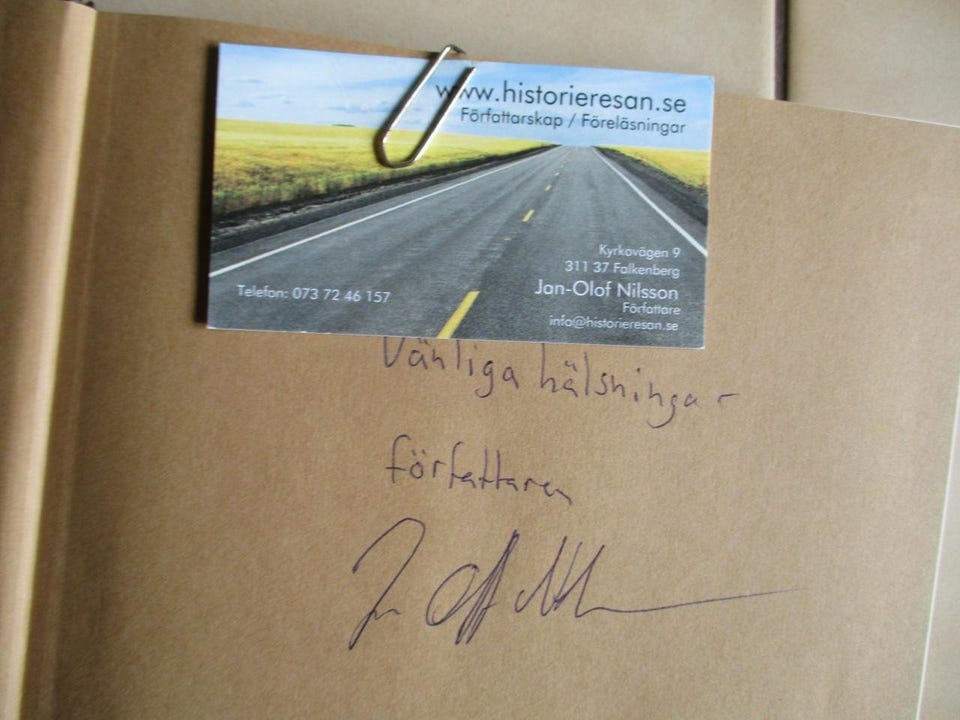 www.historieresan.se
Författarskap / Föreläsningar
Kyrkovägen 9
311 37 Falkenberg
Telefon: 073 72 46 157
Jan-Olof Nilsson
Författare
info@historieresan.se
Vänliga hälsningar
författaren